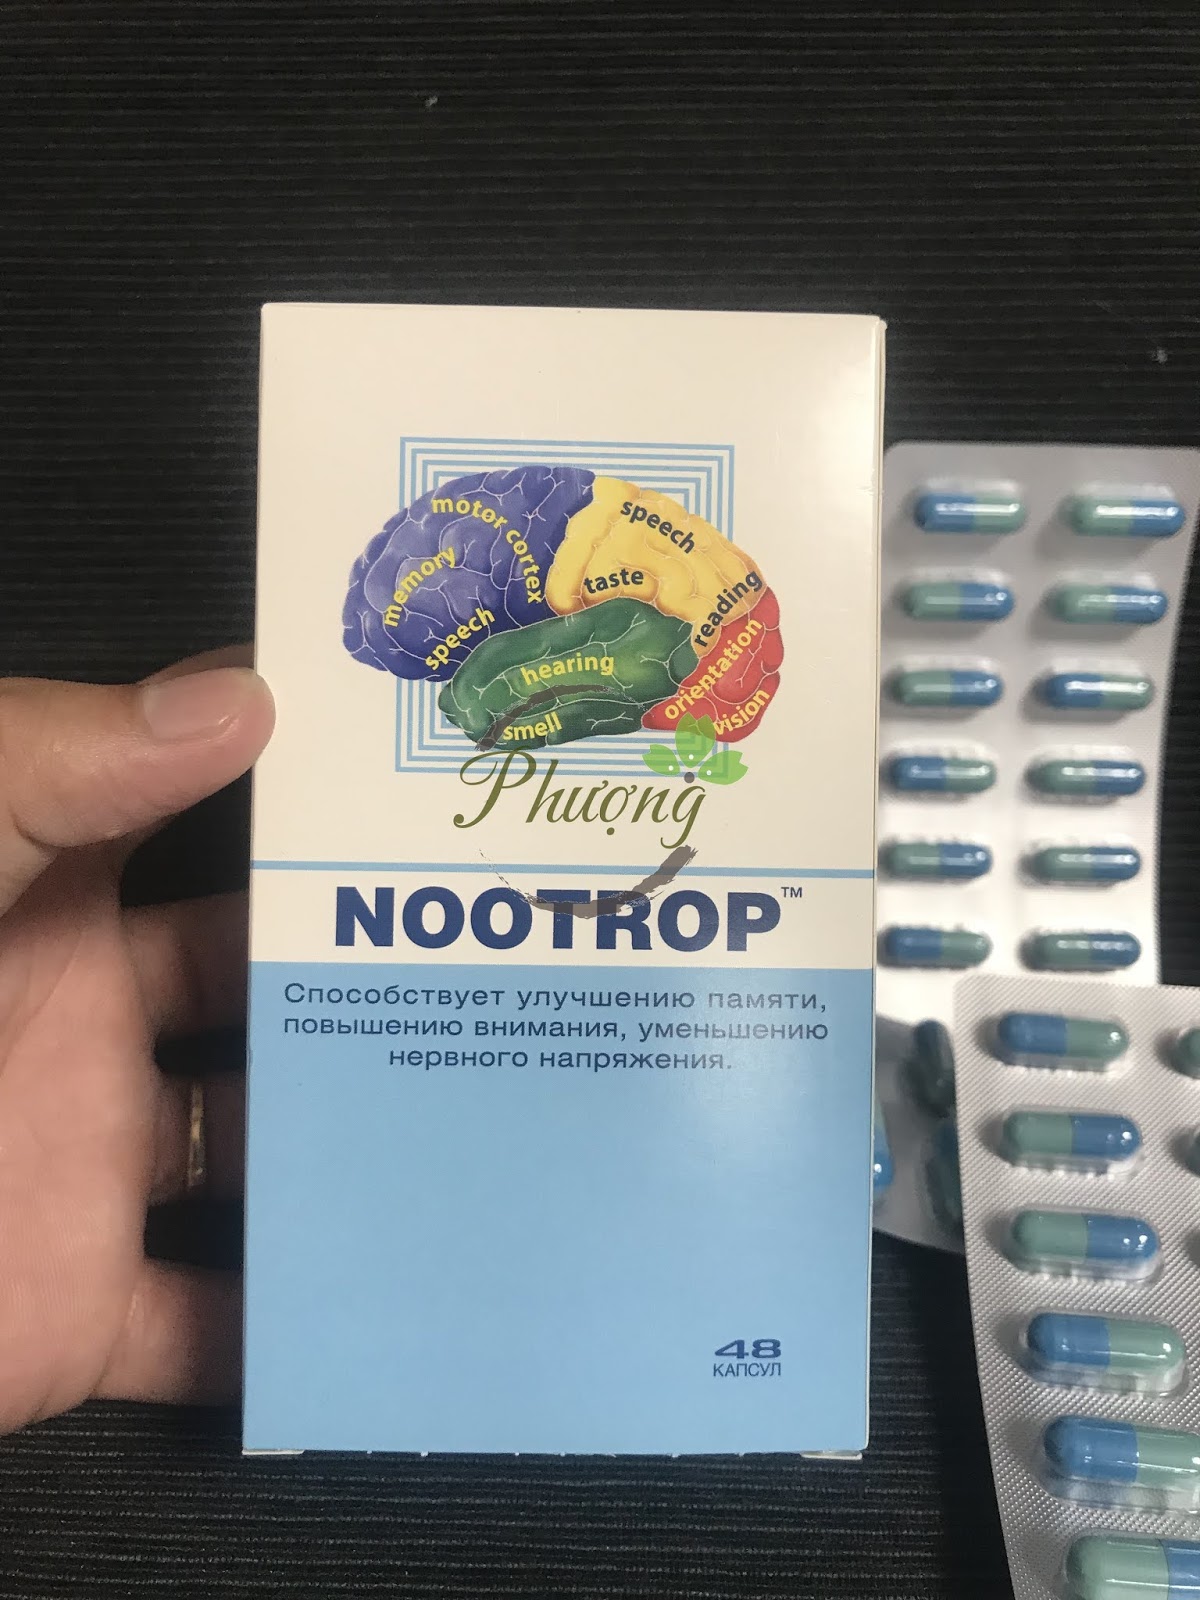 motor cortex
memory
speech
speech
taste
reading
hearing
orientation
smell
vision
Phượng
NOOTROP™
Способствует улучшению памяти,
повышению внимания, уменьшению
нервного напряжения.
48
КАПСУЛ